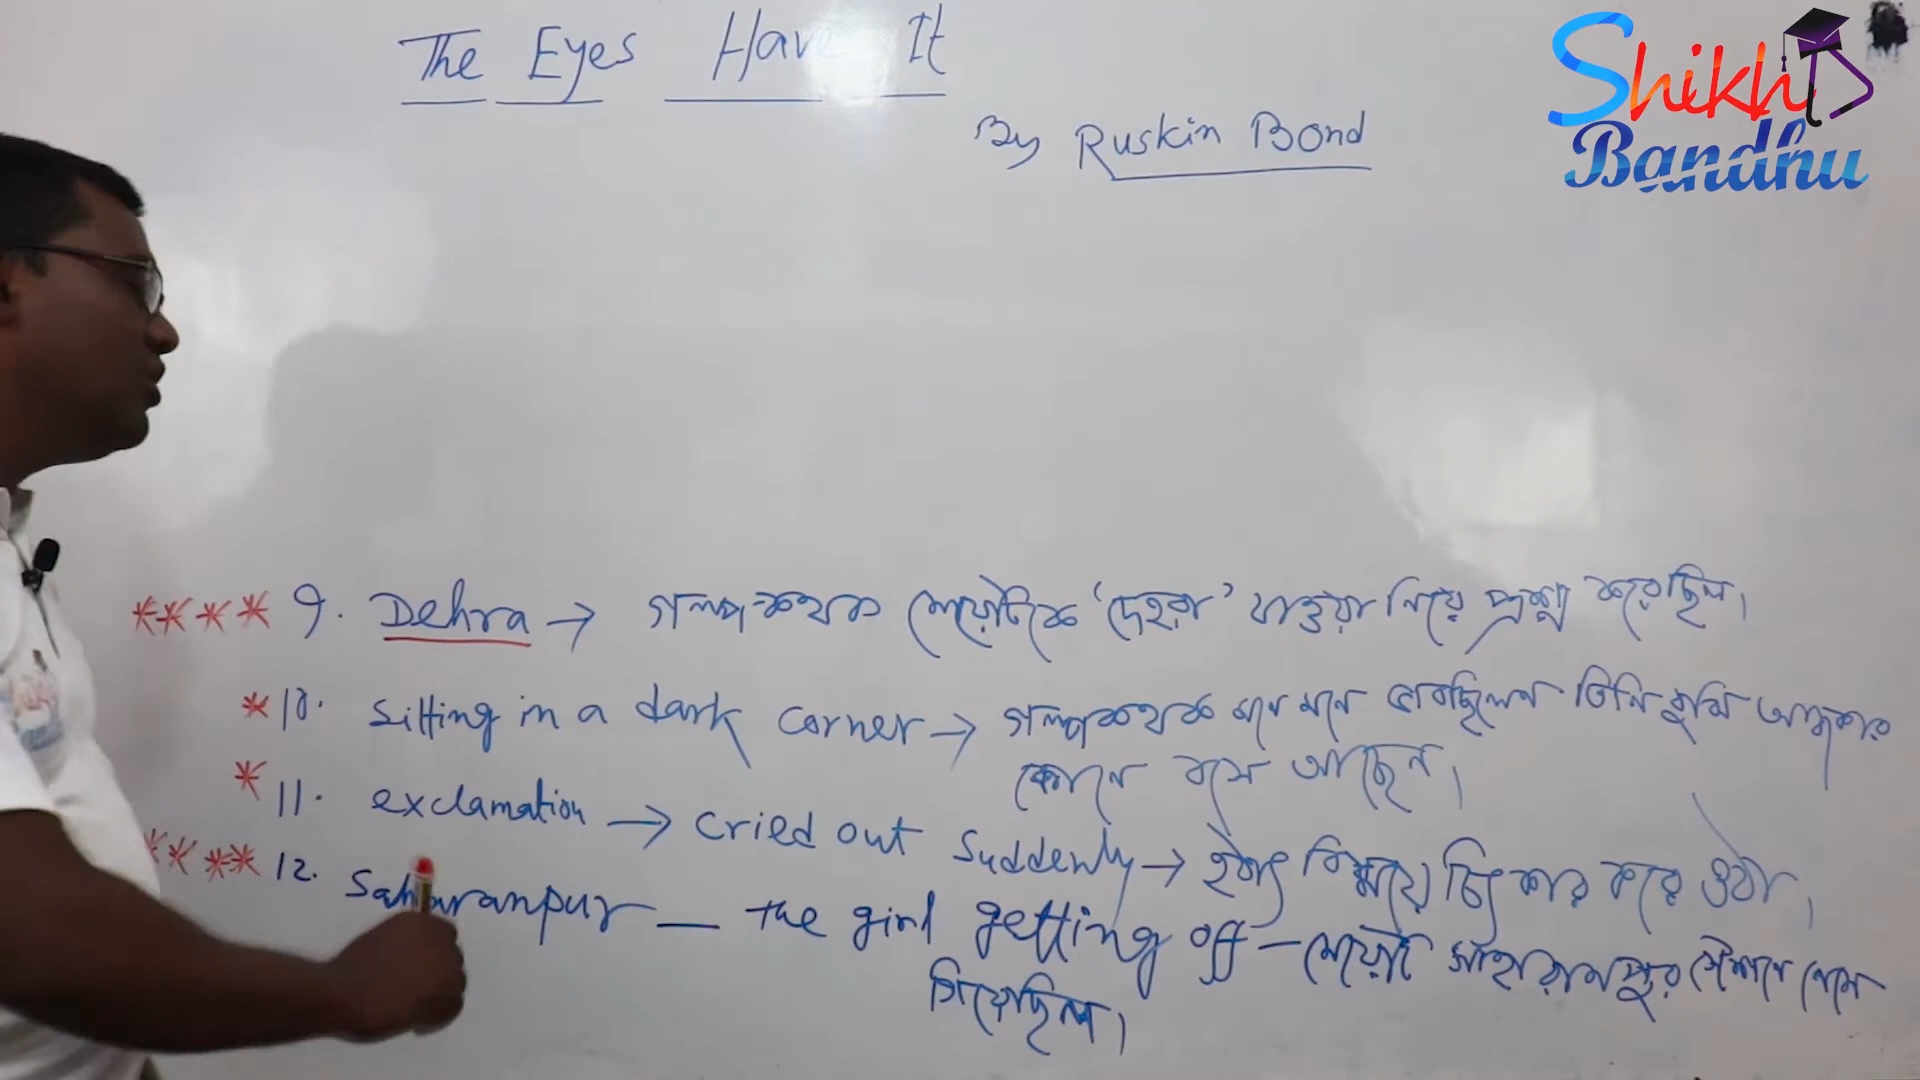 The Eyes Have It
By Ruskin Bond
Shiksha
Bandhu
**** 9. Dehra → গল্পকথক মেয়েটিকে 'দেহরা' যাওয়া নিয়ে প্রশ্ন করেছিল।
* 10. Sitting in a dark corner → গল্পকথক মনে মনে ভাবছিলেন তিনি বুঝি অন্ধকার
কোণে বসে আছেন।
* 11. exclamation → cried out suddenly → হঠাৎ বিস্ময়ে চিৎকার করে ওঠা।
**** 12. Saharanpur — the girl getting off – মেয়েটি সাহারানপুর স্টেশনে নেমে
গিয়েছিল।